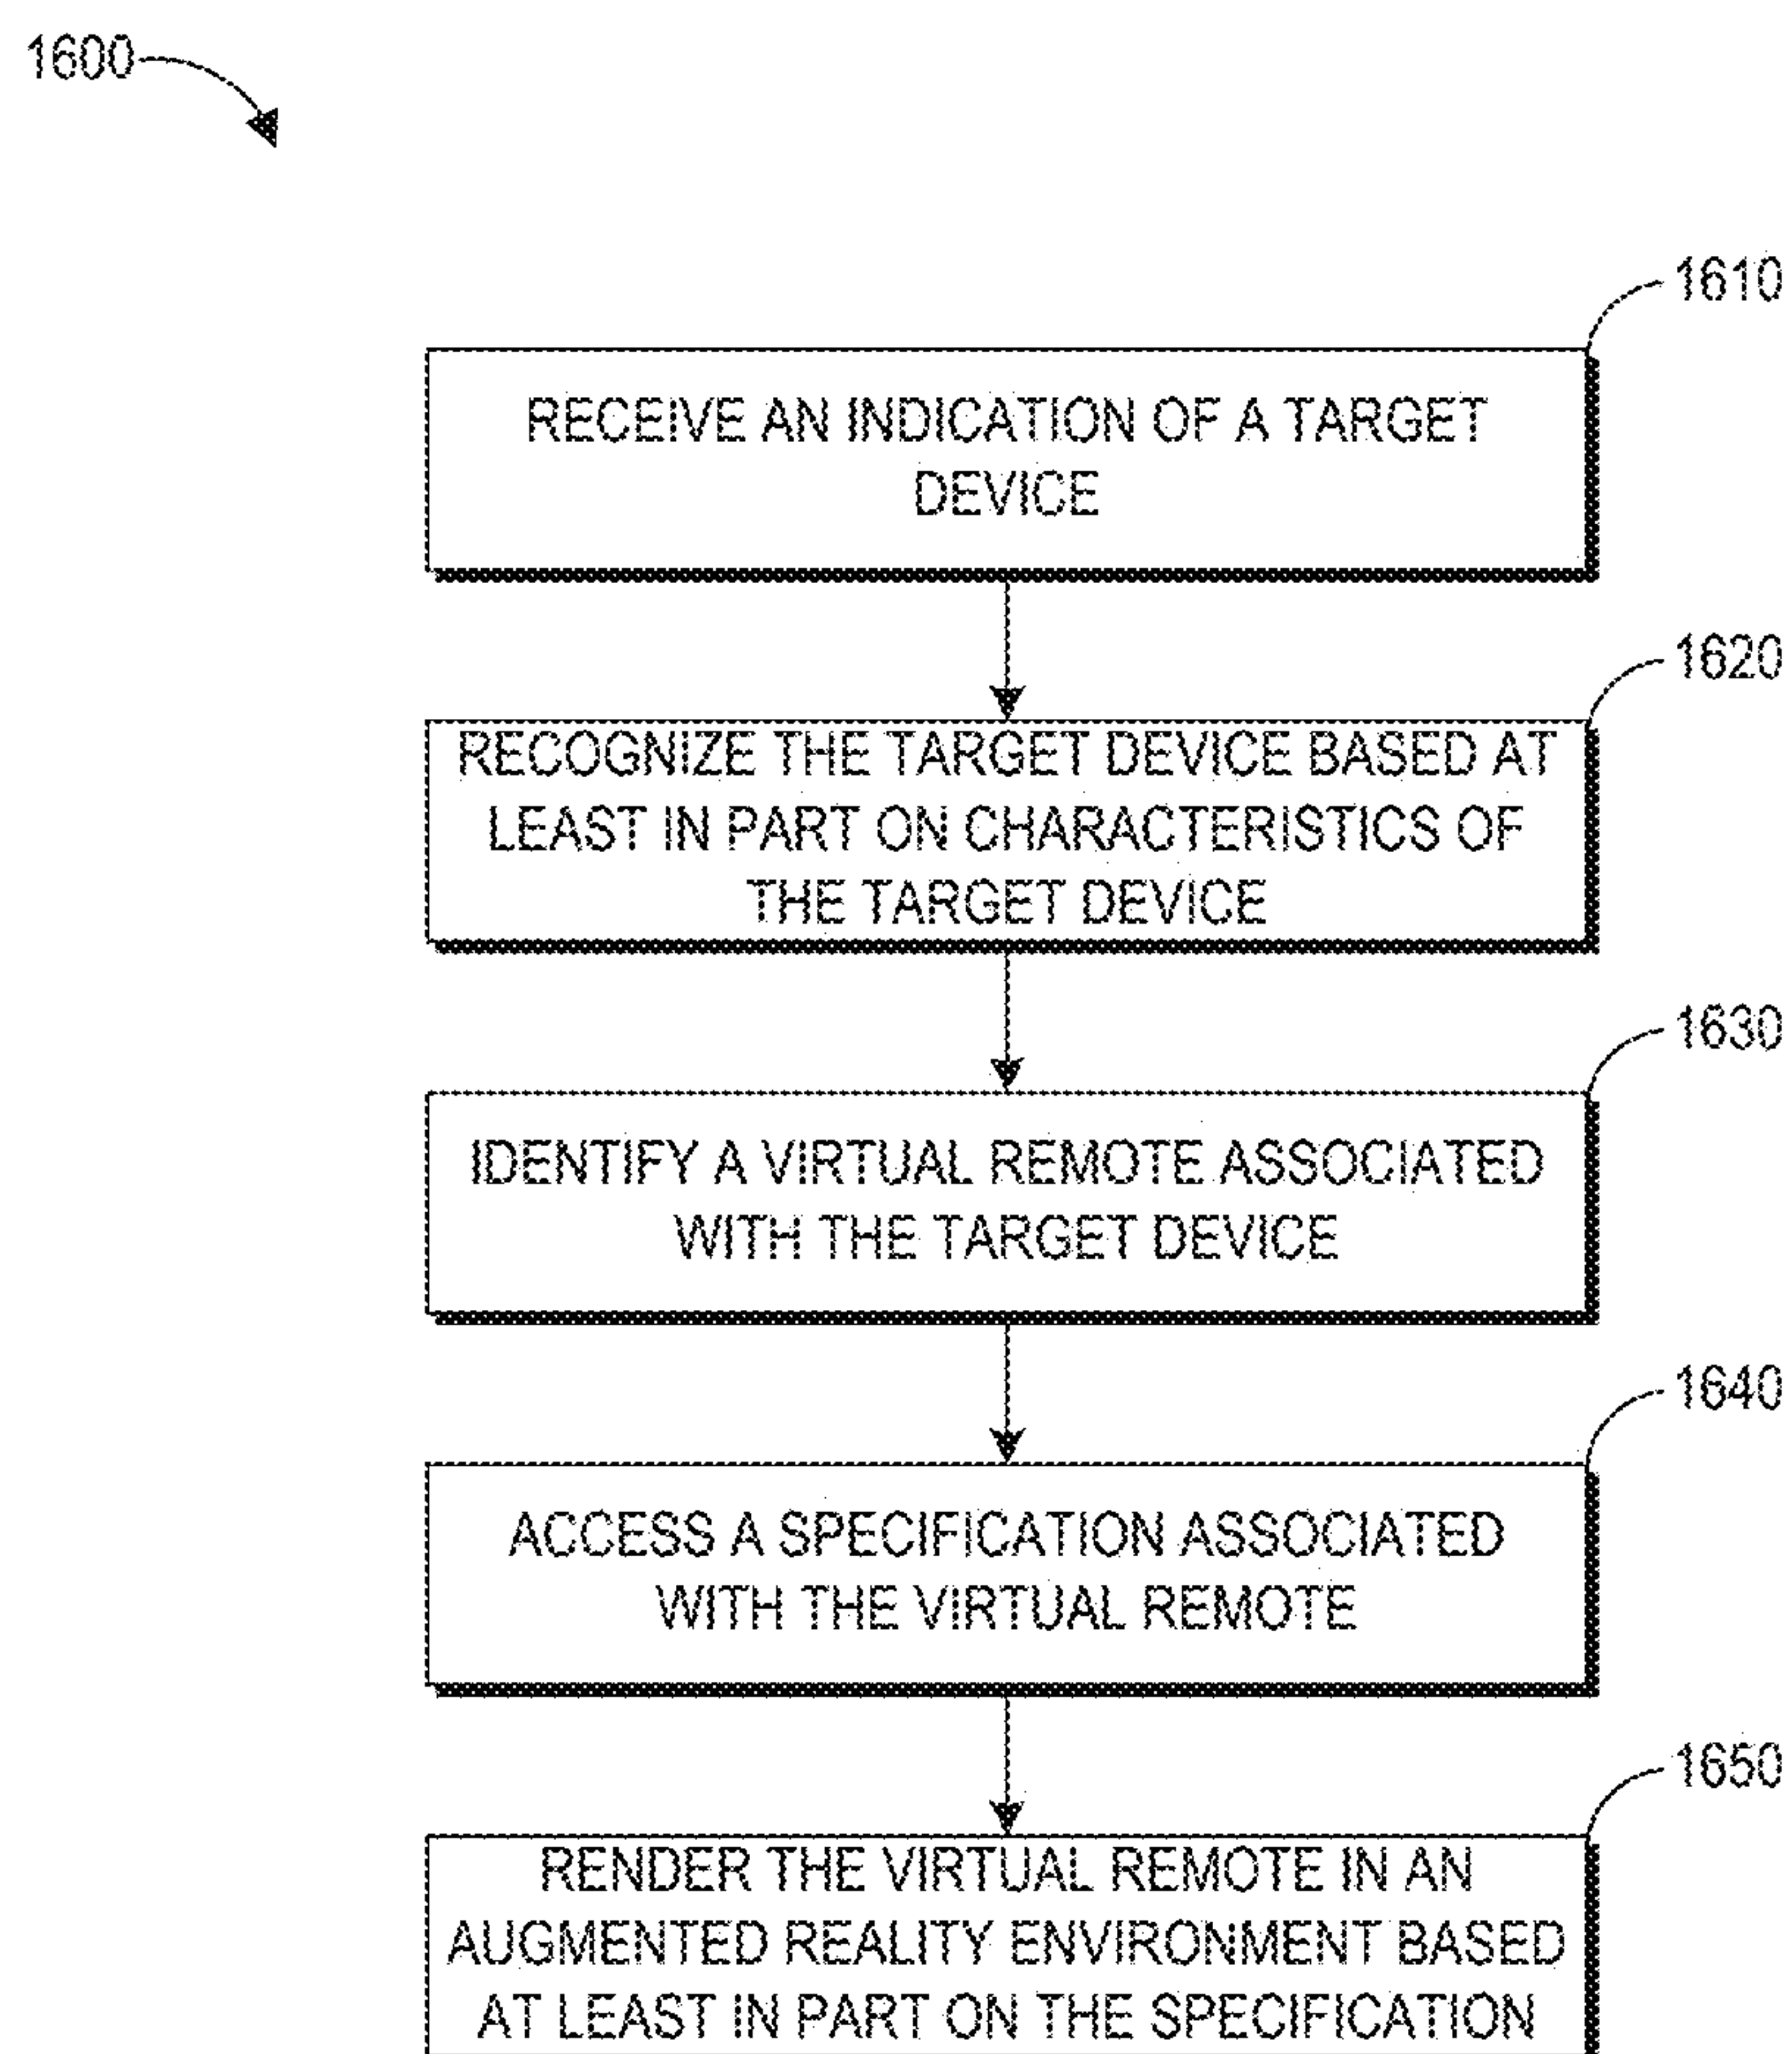 1600
1610
RECEIVE AN INDICATION OF A TARGET
DEVICE
1620
RECOGNIZE THE TARGET DEVICE BASED AT
LEAST IN PART ON CHARACTERISTICS OF
THE TARGET DEVICE
1630
IDENTIFY A VIRTUAL REMOTE ASSOCIATED
WITH THE TARGET DEVICE
1640
ACCESS A SPECIFICATION ASSOCIATED
WITH THE VIRTUAL REMOTE
1650
RENDER THE VIRTUAL REMOTE IN AN
AUGMENTED REALITY ENVIRONMENT BASED
AT LEAST IN PART ON THE SPECIFICATION